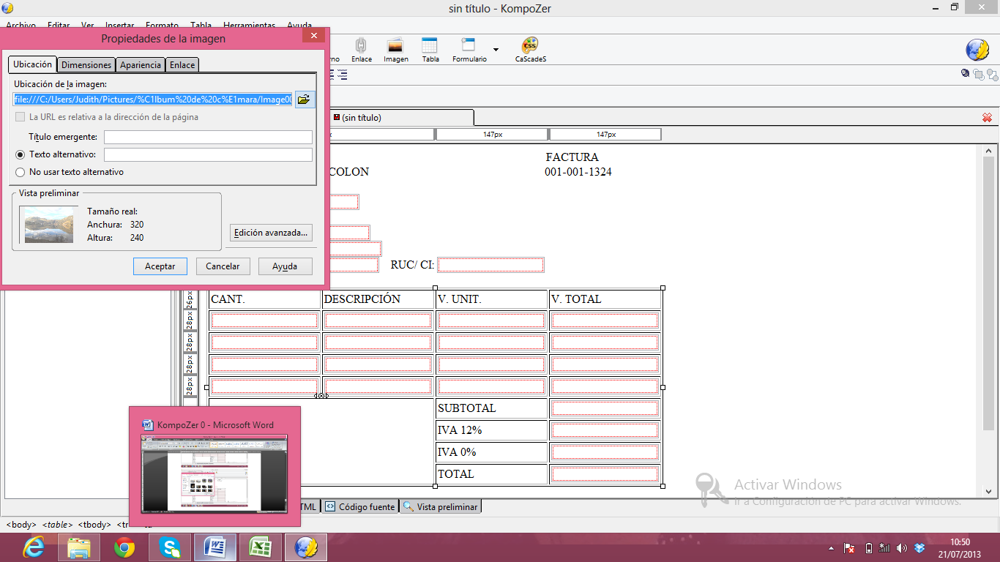 sin título - KompoZer
Archivo Editar Ver Insertar Formato Tabla Herramientas Ayuda
Propiedades de la imagen
Enlace Imagen Tabla Formulario CaScadeS
Ubicación Dimensiones Apariencia Enlace
Ubicación de la imagen:
file:///C:/Users/Judith/Pictures/%C1lbum%20de%20c%E1mara/Image00
La URL es relativa a la dirección de la página
Título emergente:
Texto alternativo:
No usar texto alternativo
Vista preliminar
Tamaño real:
Anchura: 320
Altura: 240
Edición avanzada...
Aceptar Cancelar Ayuda
(sin título)
147px 147px
FACTURA
COLON 001-001-1324
RUC/ CI:
26px
28px
28px
28px
28px
CANT. DESCRIPCIÓN V. UNIT. V. TOTAL
SUBTOTAL
IVA 12%
IVA 0%
TOTAL
KompoZer 0 - Microsoft Word
Activar Windows
Ir a Configuración de PC para activar Windows.
Código fuente Vista preliminar
<body> <table> <tbody>
10:50
21/07/2013